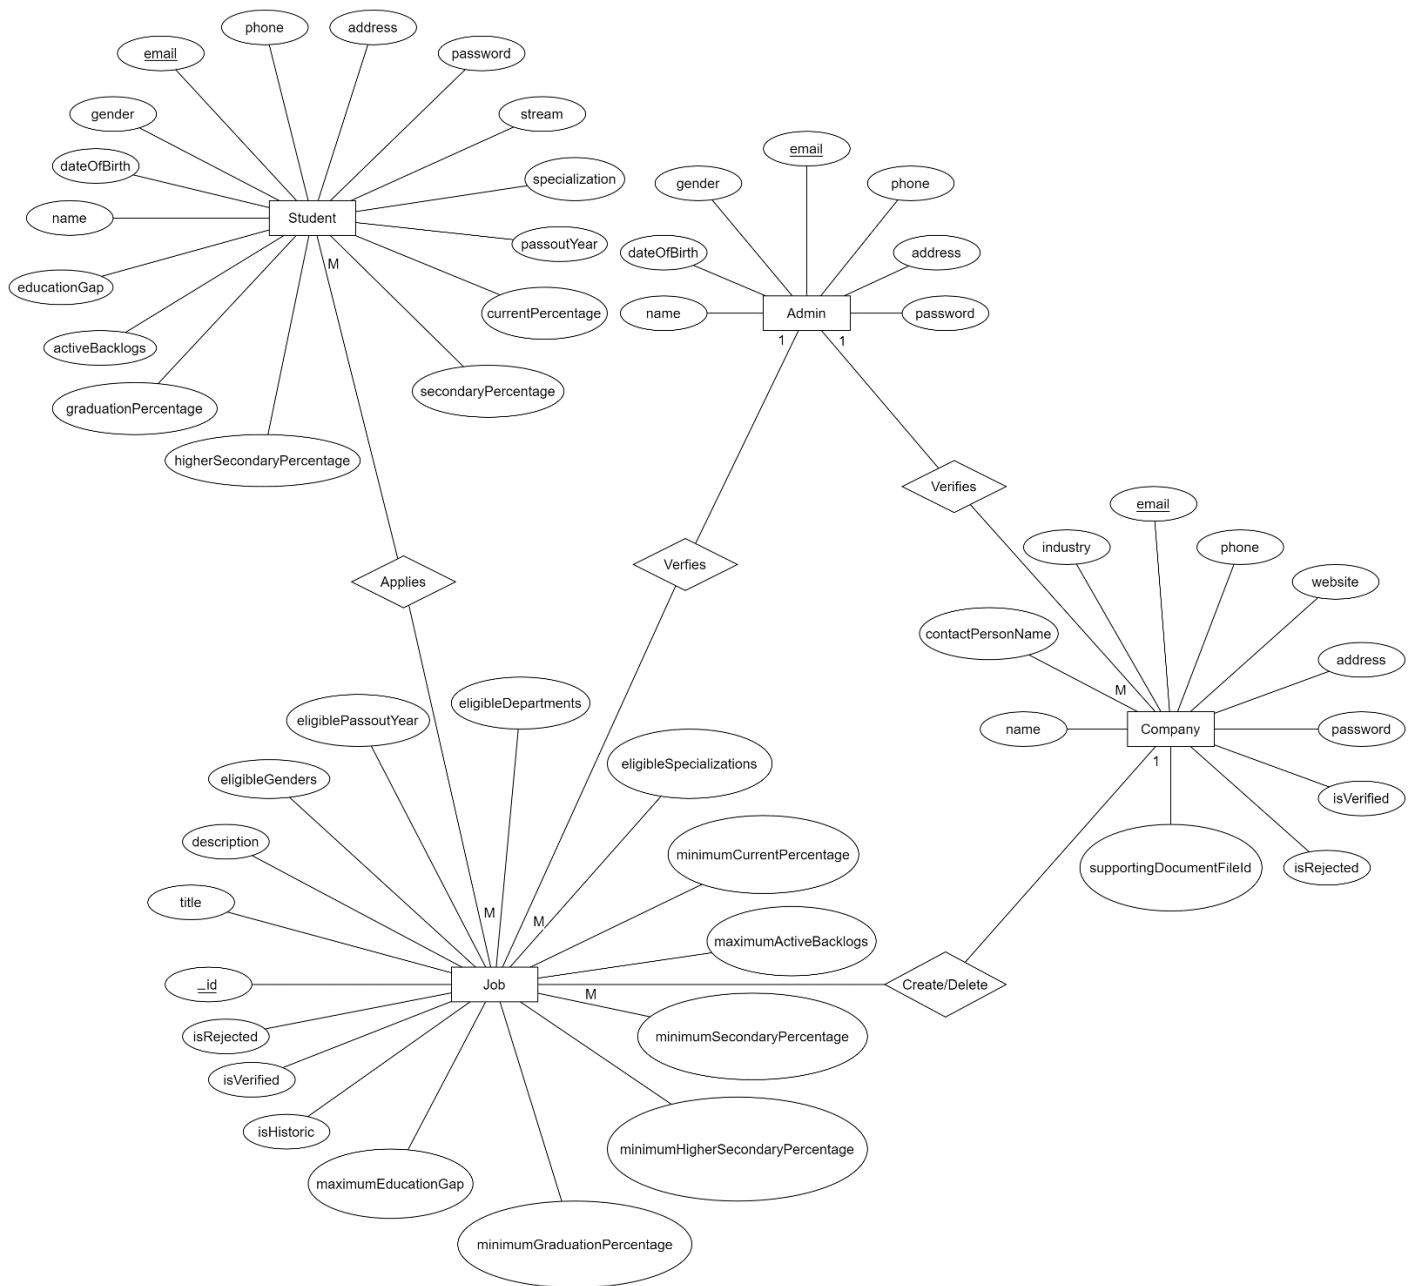 phone
address
email
password
gender
stream
dateOfBirth
specialization
name
Student
passoutYear
M
educationGap
currentPercentage
activeBacklogs
secondaryPercentage
graduationPercentage
higherSecondaryPercentage
email
gender
phone
dateOfBirth
address
name
Admin
password
1
1
Verifies
Applies
Verfies
email
industry
phone
website
contactPersonName
address
M
name
Company
password
1
isVerified
supportingDocumentFileId
isRejected
eligibleDepartments
eligiblePassoutYear
eligibleSpecializations
eligibleGenders
description
minimumCurrentPercentage
title
M
M
maximumActiveBacklogs
_id
Job
M
Create/Delete
isRejected
minimumSecondaryPercentage
isVerified
isHistoric
minimumHigherSecondaryPercentage
maximumEducationGap
minimumGraduationPercentage